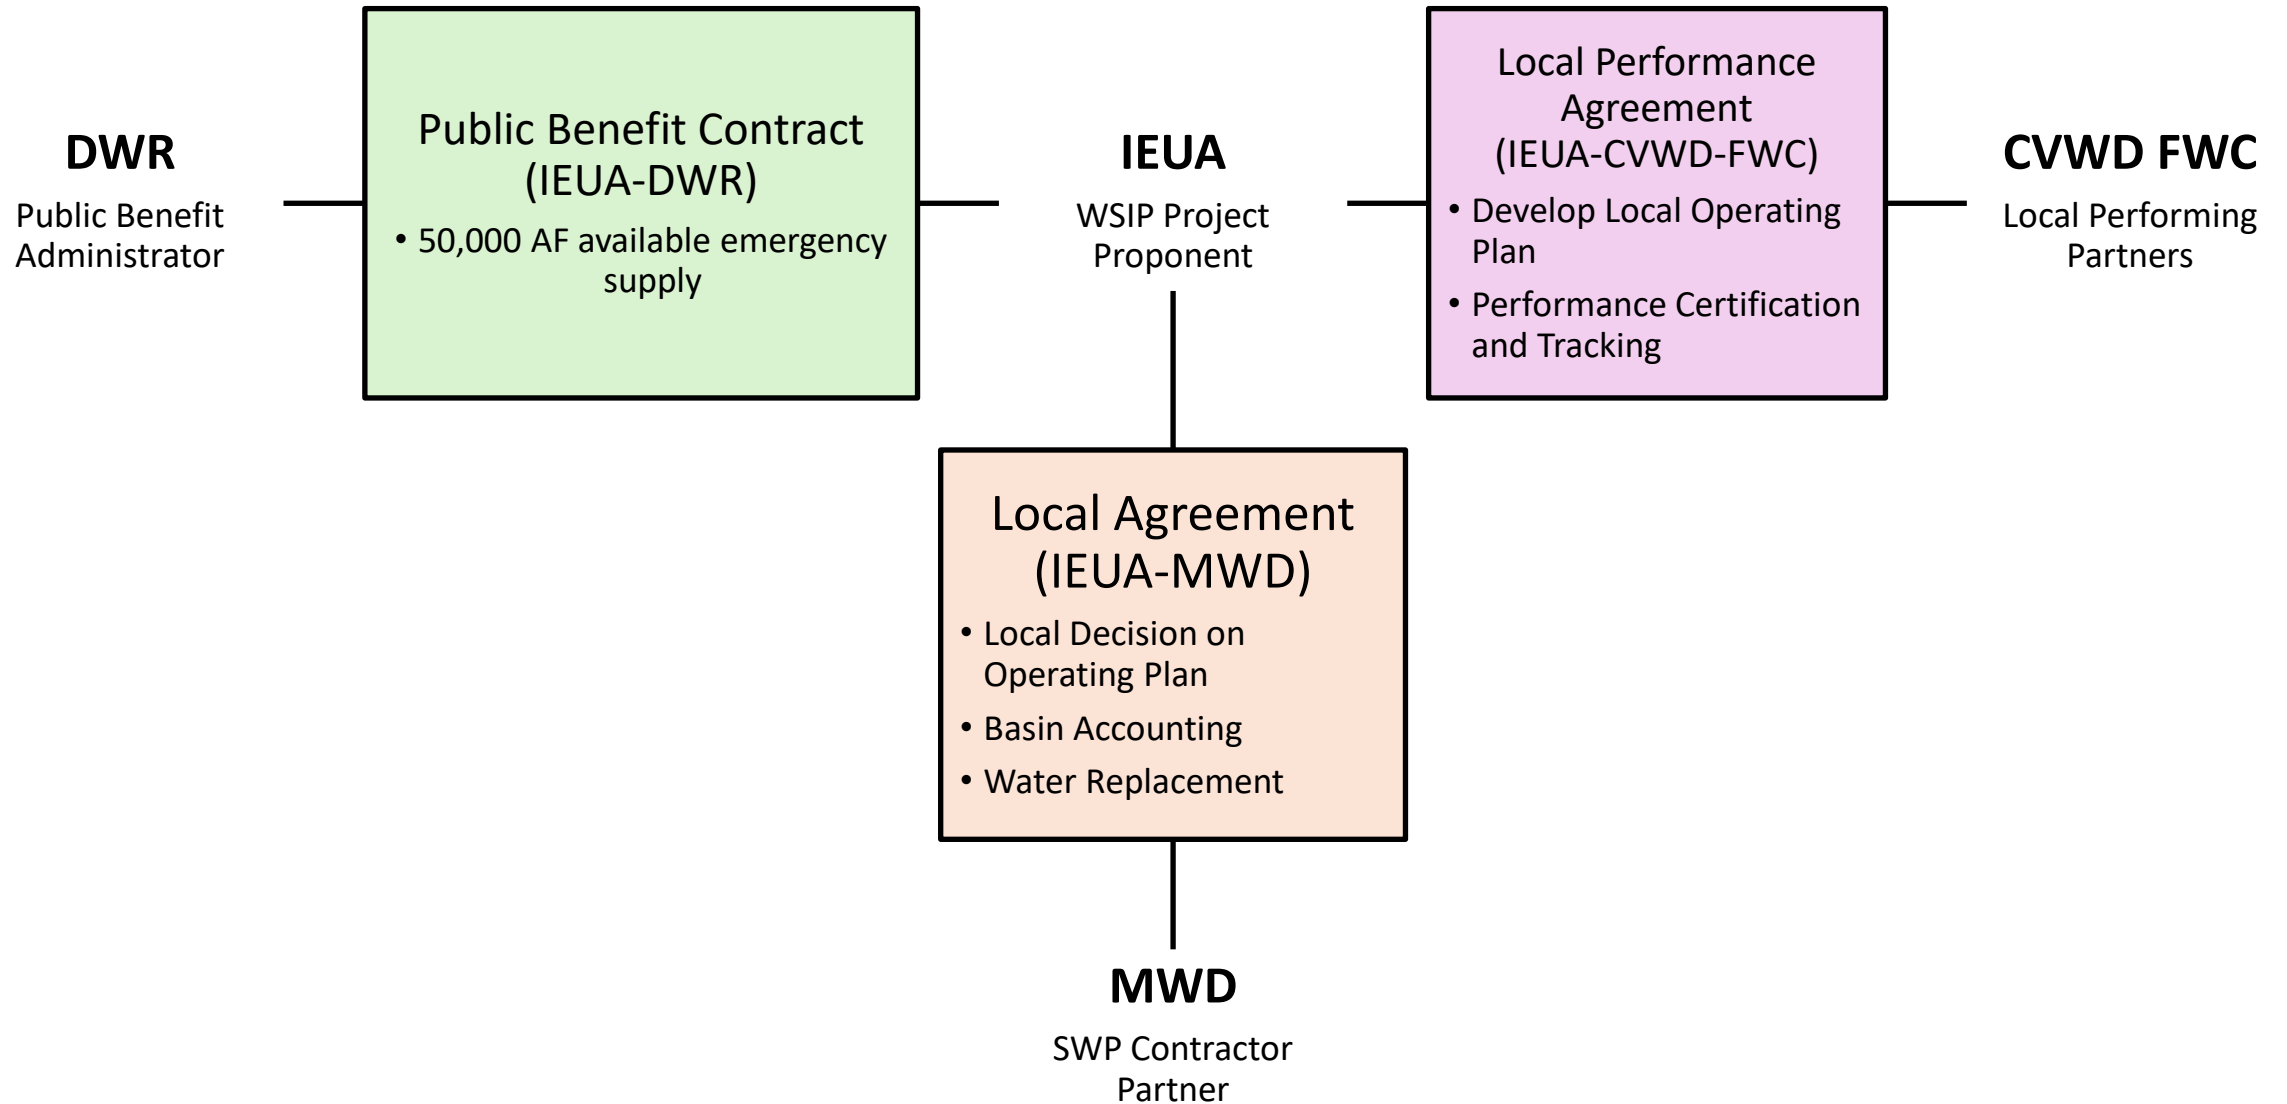 DWR
Public Benefit
Administrator
Public Benefit Contract
(IEUA-DWR)
• 50,000 AF available emergency
supply
IEUA
WSIP Project
Proponent
Local Performance
Agreement
(IEUA-CVWD-FWC)
• Develop Local Operating
Plan
• Performance Certification
and Tracking
CVWD FWC
Local Performing
Partners
Local Agreement
(IEUA-MWD)
• Local Decision on
Operating Plan
• Basin Accounting
• Water Replacement
MWD
SWP Contractor
Partner